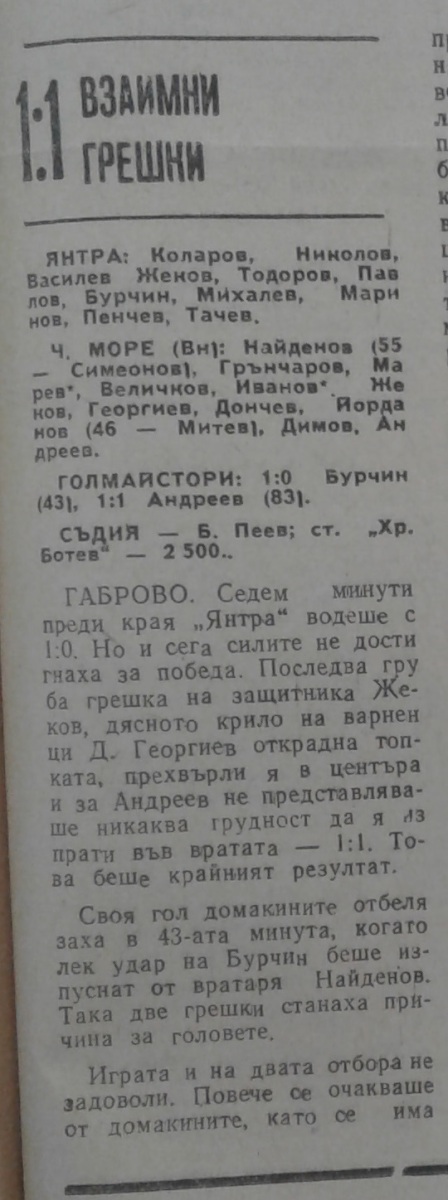 1:1 ВЗАИМНИ
ГРЕШКИ
ЯНТРА: Коларов, Николов,
Василев Женов, Тодоров, Пав
лов, Бурчин, Михалев, Мари
нов, Пенчев, Тачев.
Ч. МОРЕ (Вн): Найденов (55
— Симеонов), Грънчаров, Ма
рев*, Величков, Иванов*. Же
ков, Георгиев, Дончев, Йорда
нов (46 — Митев), Димов, Ан
дреев.
ГОЛМАЙСТОРИ: 1:0 Бурчин
(43), 1:1 Андреев (83).
СЪДИЯ — Б. Пеев; ст. „Хр.
Ботев“ — 2 500..
ГАБРОВО. Седем минути
преди края „Янтра“ водеше с
1:0. Но и сега силите не дости
гнаха за победа. Последва гру
ба грешка на защитника Же-
ков, дясното крило на варнен
ци Д. Георгиев открадна топ-
ката, прехвърли я в центъра
и за Андреев не представлява-
ше никаква грудност да я из
прати във вратата — 1:1. То-
ва беше крайният резултат.
Своя гол домакините отбеля
заха в 43-ата минута, когато
лек удар на Бурчин беше из-
пуснат от вратаря Найденов.
Така две грешки станаха при-
чина за головете.
Играта и на двата отбора не
задоволи. Повече се очакваше
от домакините, като се има